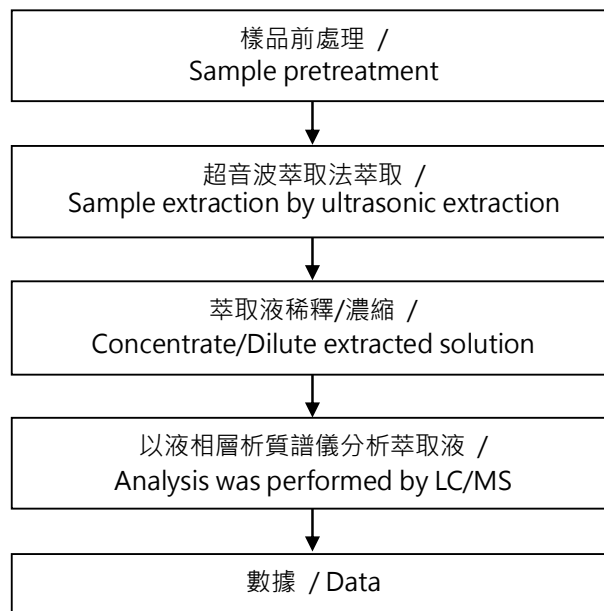 樣品前處理 /
Sample pretreatment
超音波萃取法萃取 /
Sample extraction by ultrasonic extraction
萃取液稀釋/濃縮 /
Concentrate/Dilute extracted solution
以液相層析質譜儀分析萃取液 /
Analysis was performed by LC/MS
數據 / Data